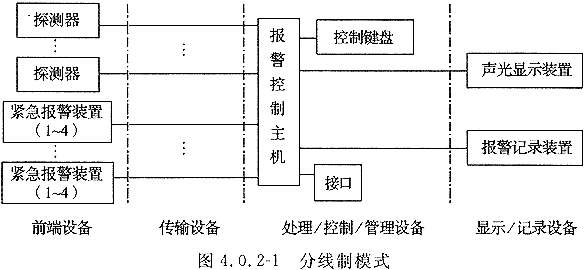 探测器
探测器
紧急报警装置
(1~4)
紧急报警装置
(1~4)
报警控制主机
控制键盘
接口
声光显示装置
报警记录装置
前端设备
传输设备
处理/控制/管理设备
显示/记录设备
图 4.0.2-1 分线制模式